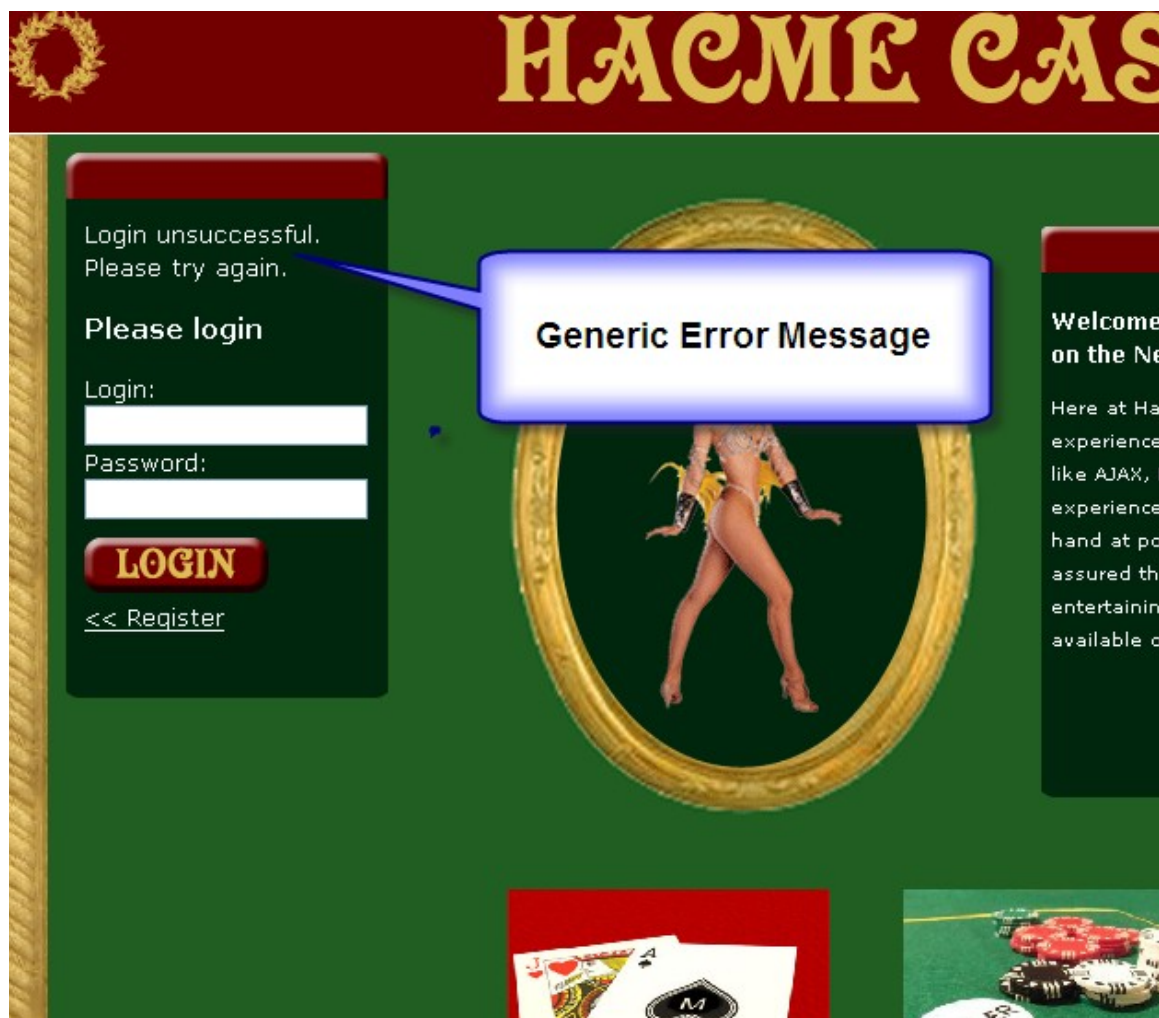 HACME CAS
Login unsuccessful.
Please try again.
Please login
Login:
Password:
LOGIN
<< Register
Generic Error Message
Welcome
on the Ne
Here at Ha
experience
like AJAX,
experience
hand at po
assured th
entertainin
available
J
A
M